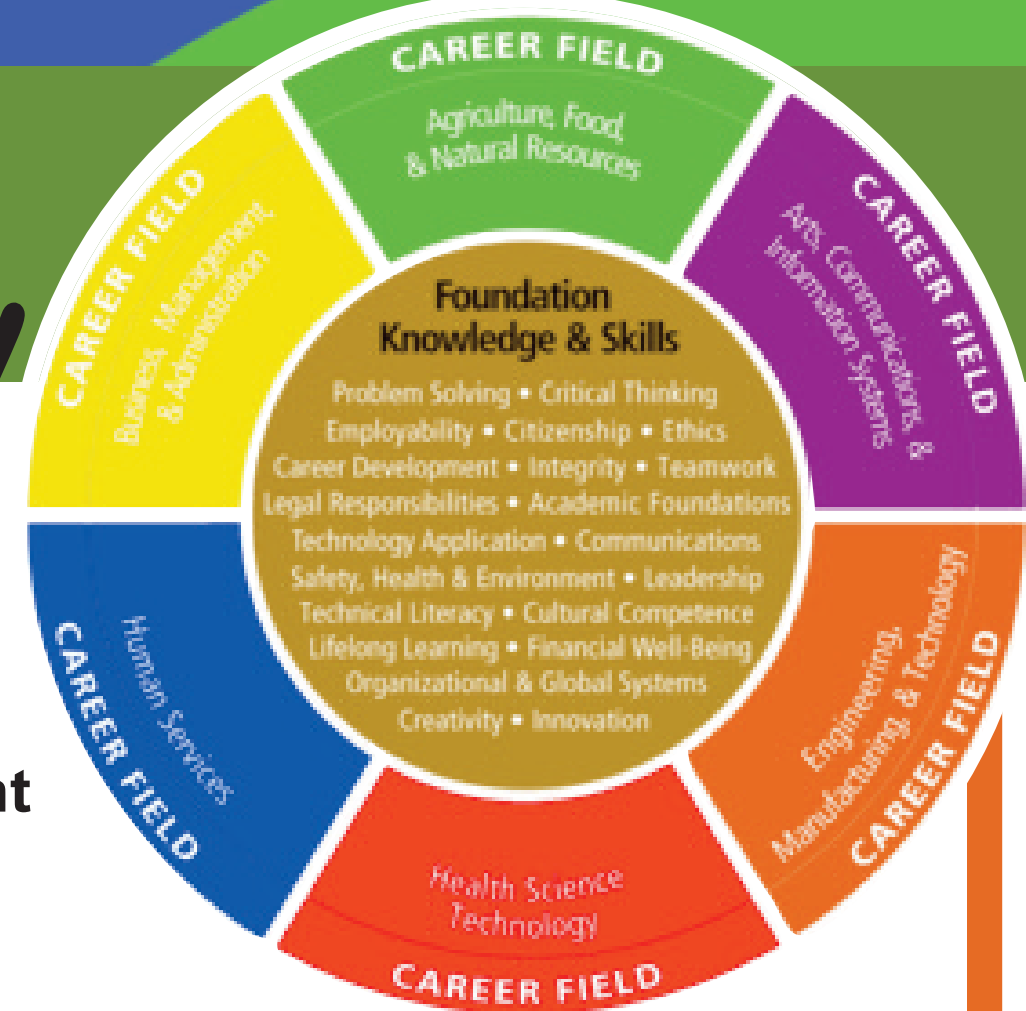 CAREER FIELD
Agriculture, Food,
& Natural Resources
CAREER FIELD
Arts, Communications, &
Information Systems
CAREER FIELD
Engineering,
Manufacturing, & Technology
CAREER FIELD
Health Science
Technology
CAREER FIELD
Human Services
CAREER FIELD
Business, Management,
& Administation
Foundation
Knowledge & Skills
Problem Solving • Critical Thinking
Employability • Citizenship • Ethics
Career Development • Integrity • Teamwork
Legal Responsibilities • Academic Foundations
Technology Application • Communications
Safety, Health & Environment • Leadership
Technical Literacy • Cultural Competence
Lifelong Learning • Financial Well-Being
Organizational & Global Systems
Creativity • Innovation